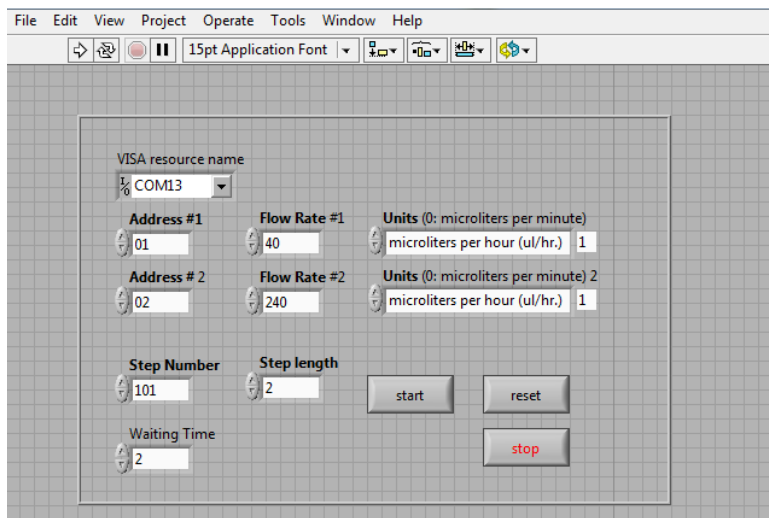 File Edit View Project Operate Tools Window Help
15pt Application Font
VISA resource name
I/O COM13
Address #1 Flow Rate #1 Units (0: microliters per minute)
01 40 microliters per hour (ul/hr.) 1
Address # 2 Flow Rate #2 Units (0: microliters per minute) 2
02 240 microliters per hour (ul/hr.) 1
Step Number Step length
101 2 start reset
Waiting Time
2 stop